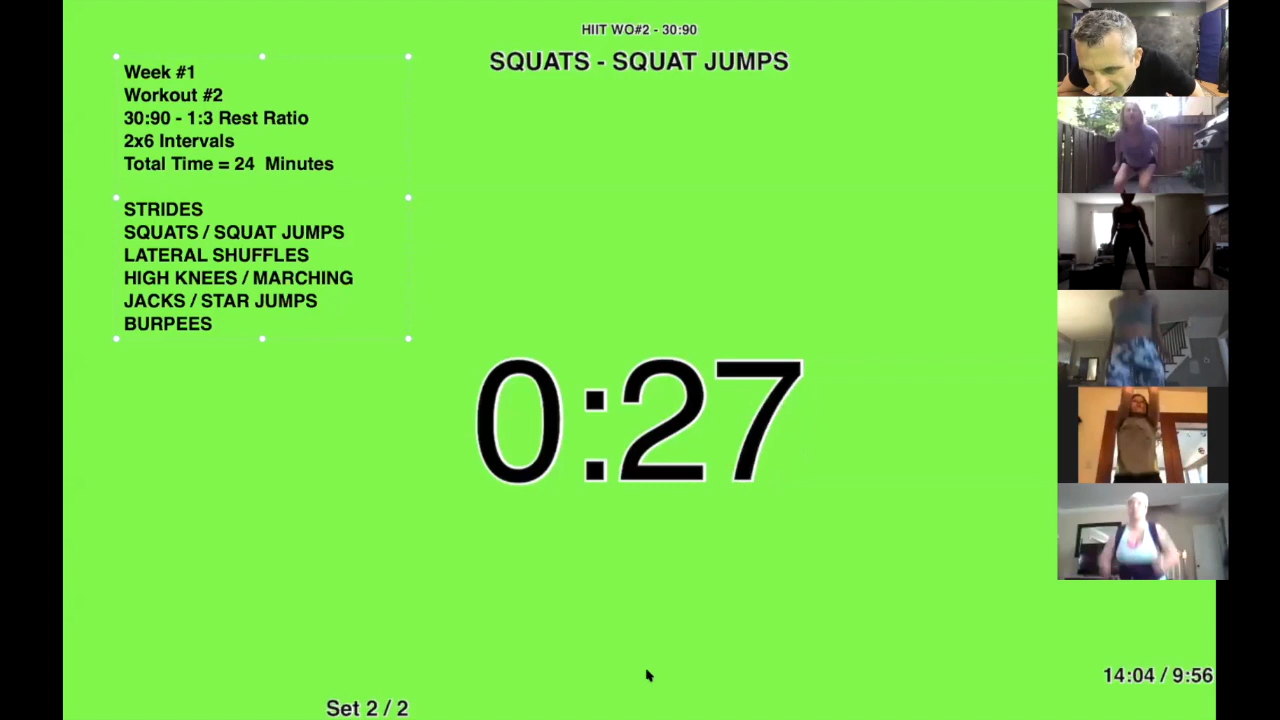 HIIT WO#2 - 30:90
SQUATS - SQUAT JUMPS
Week #1
Workout #2
30:90 - 1:3 Rest Ratio
2x6 Intervals
Total Time = 24  Minutes
STRIDES
SQUATS / SQUAT JUMPS
LATERAL SHUFFLES
HIGH KNEES / MARCHING
JACKS / STAR JUMPS
BURPEES
0:27
14:04 / 9:56
Set 2 / 2